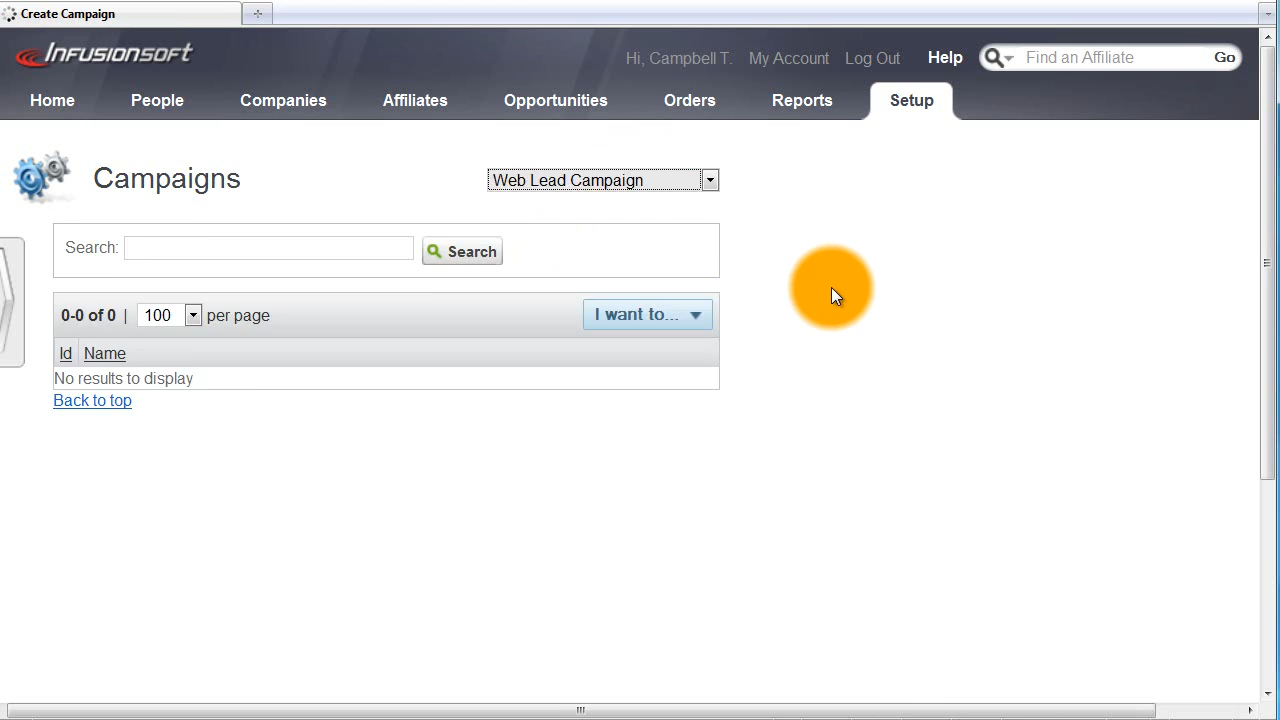 Create Campaign
INFUSIONSOFT
Hi, Campbell T. My Account Log Out Help Find an Affiliate Go
Home People Companies Affiliates Opportunities Orders Reports Setup
Campaigns Web Lead Campaign
Search: Search
0-0 of 0 | 100 per page I want to...
Id Name
No results to display
Back to top